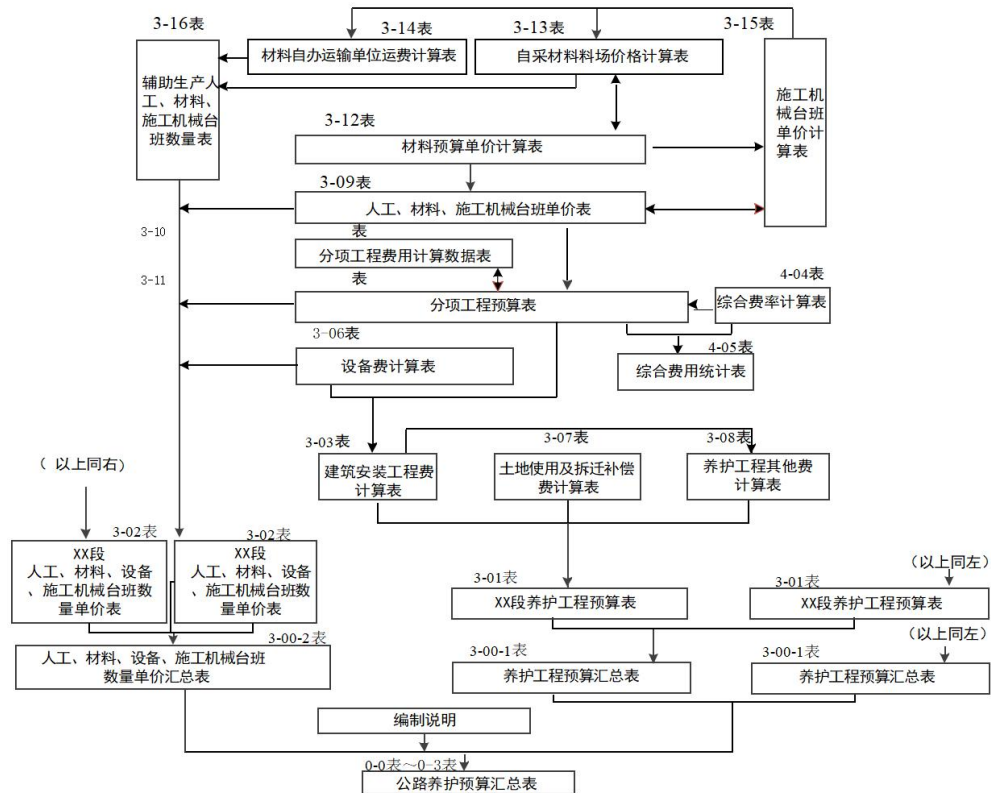 3-16表
3-14表
3-13表
3-15表
材料自办运输单位运费计算表
自采材料料场价格计算表
辅助生产人
工、材料、
施工机械台
班数量表
施工机
械台班
单价计
算表
3-12表
材料预算单价计算表
3-09表
人工、材料、施工机械台班单价表
3-10
表
分项工程费用计算数据表
3-11
表
4-04表
分项工程预算表
综合费率计算表
3-06表
4-05表
设备费计算表
综合费用统计表
3-03表
3-07表
3-08表
(以上同右)
建筑安装工程费
计算表
土地使用及拆迁补偿
费计算表
养护工程其他费
计算表
3-02表
3-02表
XX段
人工、材料、设备
、施工机械台班数
量单价表
XX段
人工、材料、设备
、施工机械台班数
量单价表
(以上同左)
3-01表
3-01表
XX段养护工程预算表
XX段养护工程预算表
3-00-2表
(以上同左)
人工、材料、设备、施工机械台班
数量单价汇总表
3-00-1表
3-00-1表
养护工程预算汇总表
养护工程预算汇总表
编制说明
0-0表～0-3表
公路养护预算汇总表